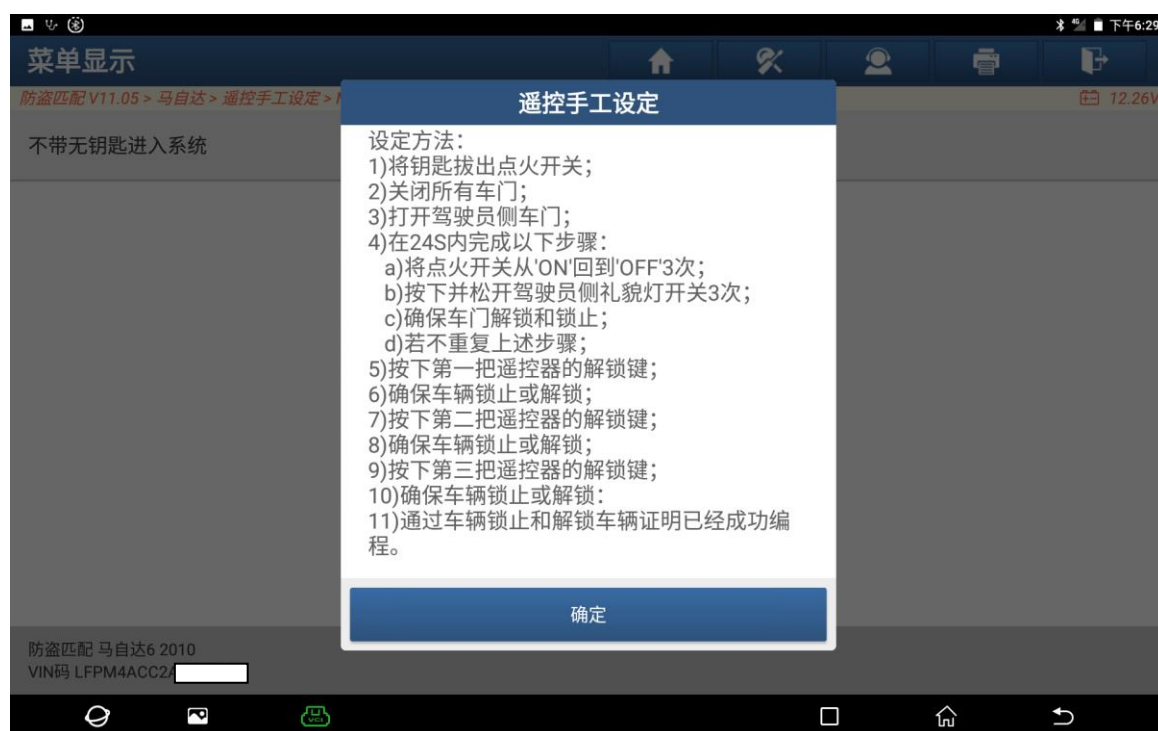 下午6:29
菜单显示
防盗匹配 V11.05 > 马自达 > 遥控手工设定 >
12.26V
遥控手工设定
不带无钥匙进入系统
设定方法：
1)将钥匙拔出点火开关；
2)关闭所有车门；
3)打开驾驶员侧车门；
4)在24S内完成以下步骤：
a)将点火开关从'ON'回到'OFF'3次；
b)按下并松开驾驶员侧礼貌灯开关3次；
c)确保车门解锁和锁止；
d)若不重复上述步骤；
5)按下第一把遥控器的解锁键；
6)确保车辆锁止或解锁；
7)按下第二把遥控器的解锁键；
8)确保车辆锁止或解锁；
9)按下第三把遥控器的解锁键；
10)确保车辆锁止或解锁：
11)通过车辆锁止和解锁车辆证明已经成功编
程。
确定
防盗匹配 马自达6 2010
VIN码 LFPM4ACC2
VCI